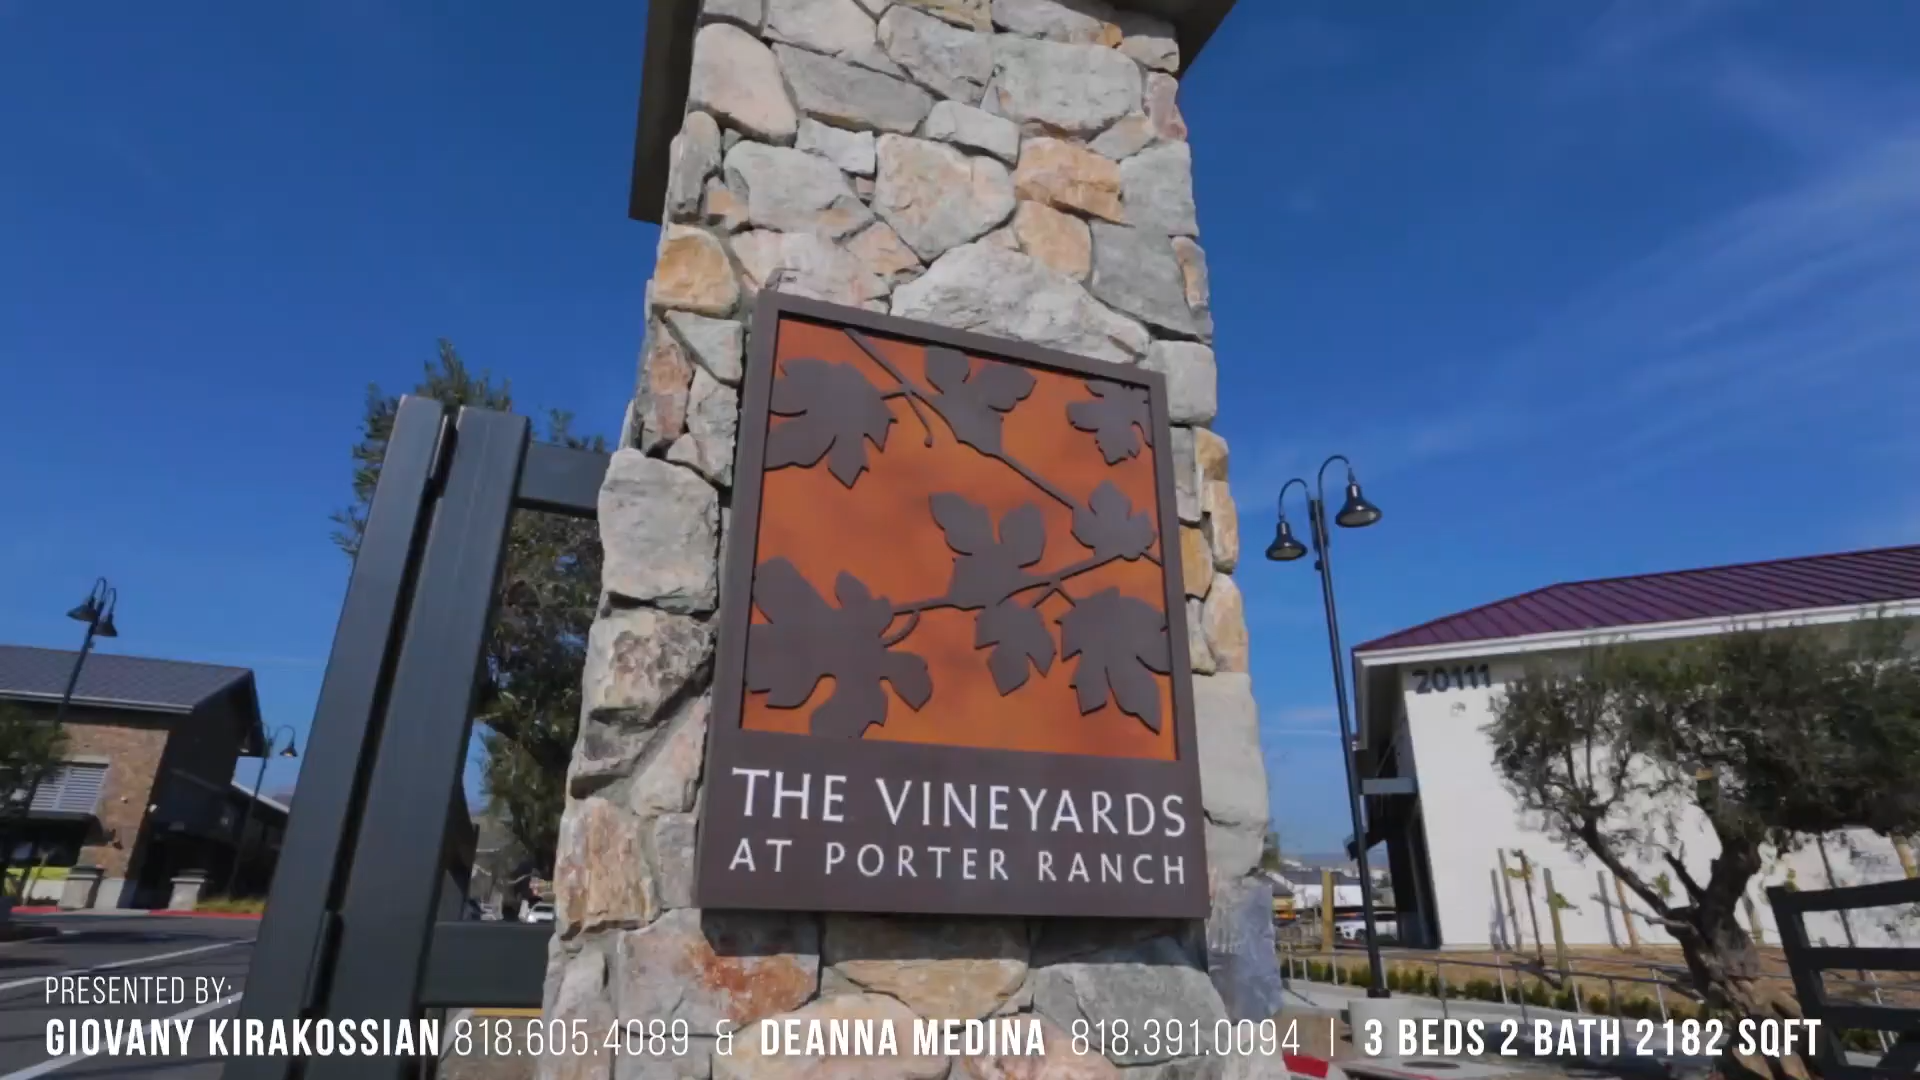 20111
THE VINEYARDS
AT PORTER RANCH
PRESENTED BY:
GIOVANY KIRAKOSSIAN 818.605.4089 & DEANNA MEDINA 818.391.0094 | 3 BEDS 2 BATH 2182 SQFT